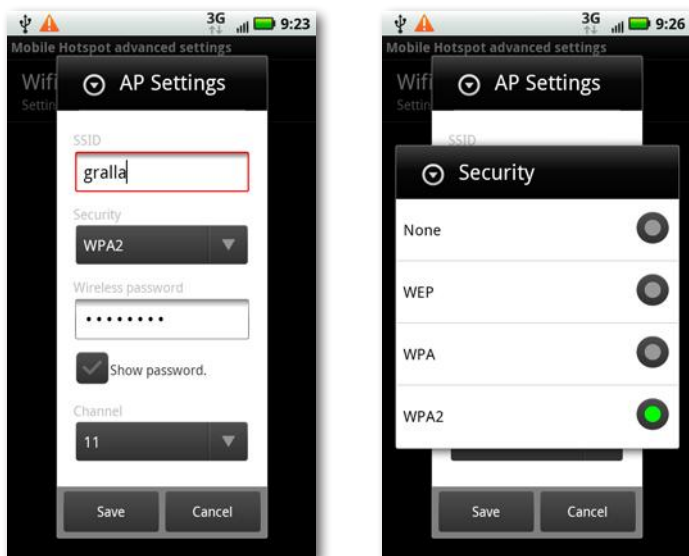 3G 9:23
Mobile Hotspot advanced settings
Wifi
Settin
AP Settings
SSID
gralla
Security
WPA2
Wireless password
••••••••
Show password.
Channel
11
Save Cancel
3G 9:26
Mobile Hotspot advanced settings
Wifi
Settin
AP Settings
SSID
Security
None
WEP
WPA
WPA2
Save Cancel